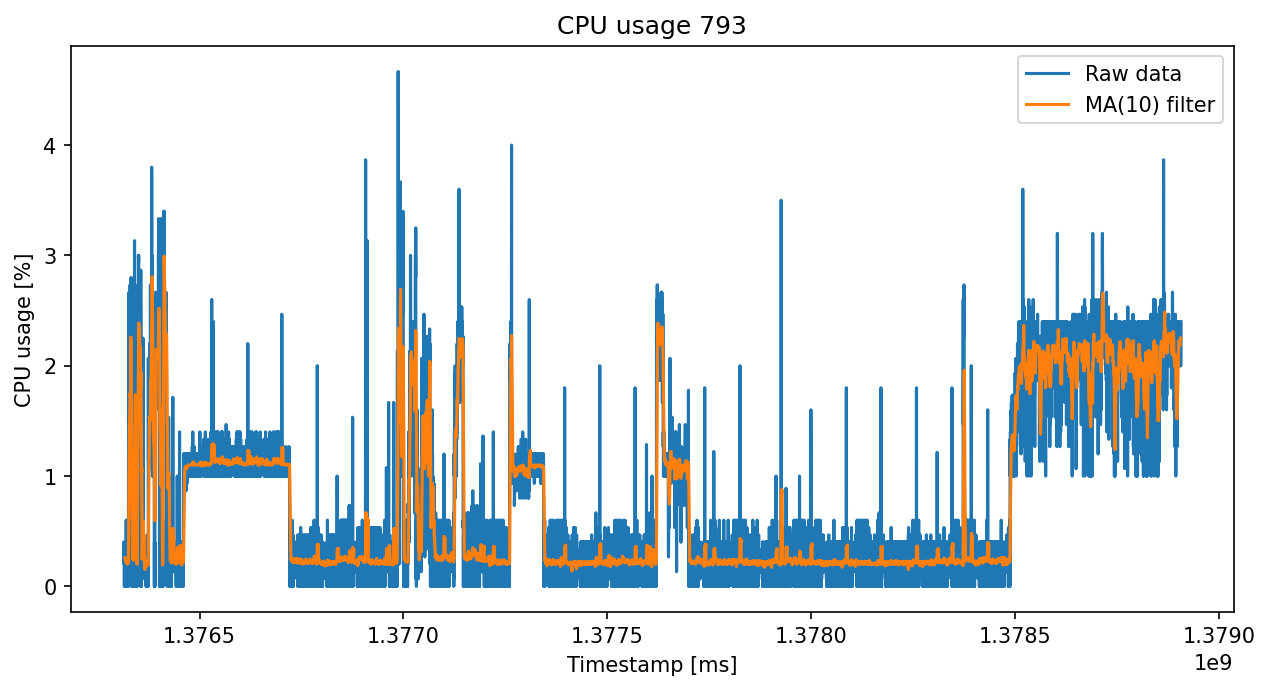 CPU usage 793
Raw data
MA(10) filter
CPU usage [%]
4
3
2
1
0
1.3765 1.3770 1.3775 1.3780 1.3785 1.3790
1e9
Timestamp [ms]